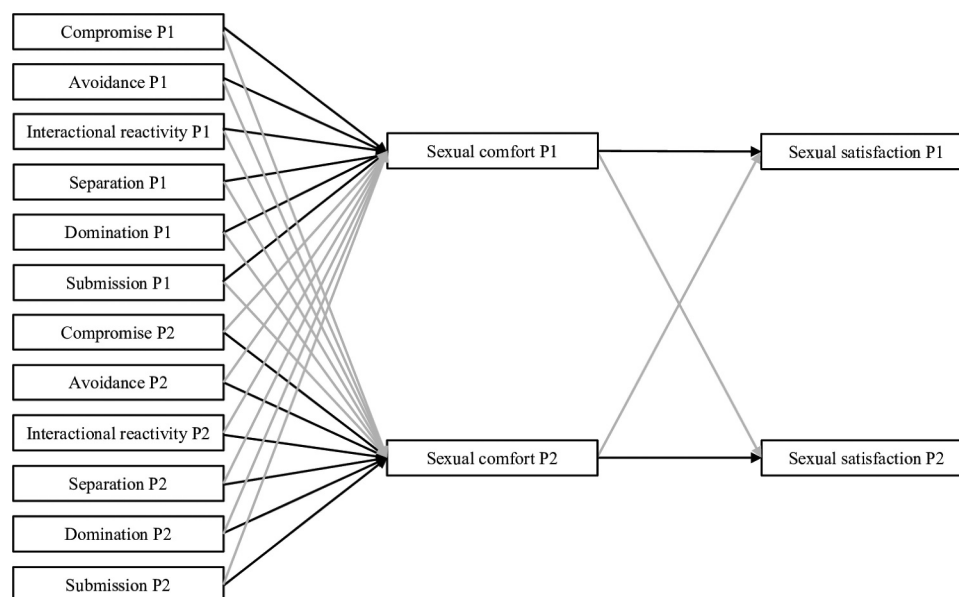 Compromise P1
Avoidance P1
Interactional reactivity P1
Separation P1
Domination P1
Submission P1
Compromise P2
Avoidance P2
Interactional reactivity P2
Separation P2
Domination P2
Submission P2
Sexual comfort P1
Sexual comfort P2
Sexual satisfaction P1
Sexual satisfaction P2